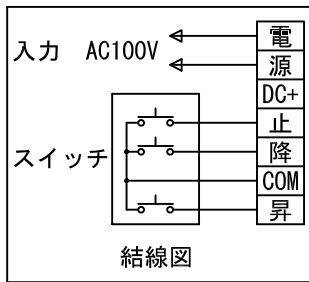 入力 AC100V
電
源
DC+
止
降
COM
昇
スイッチ
結線図